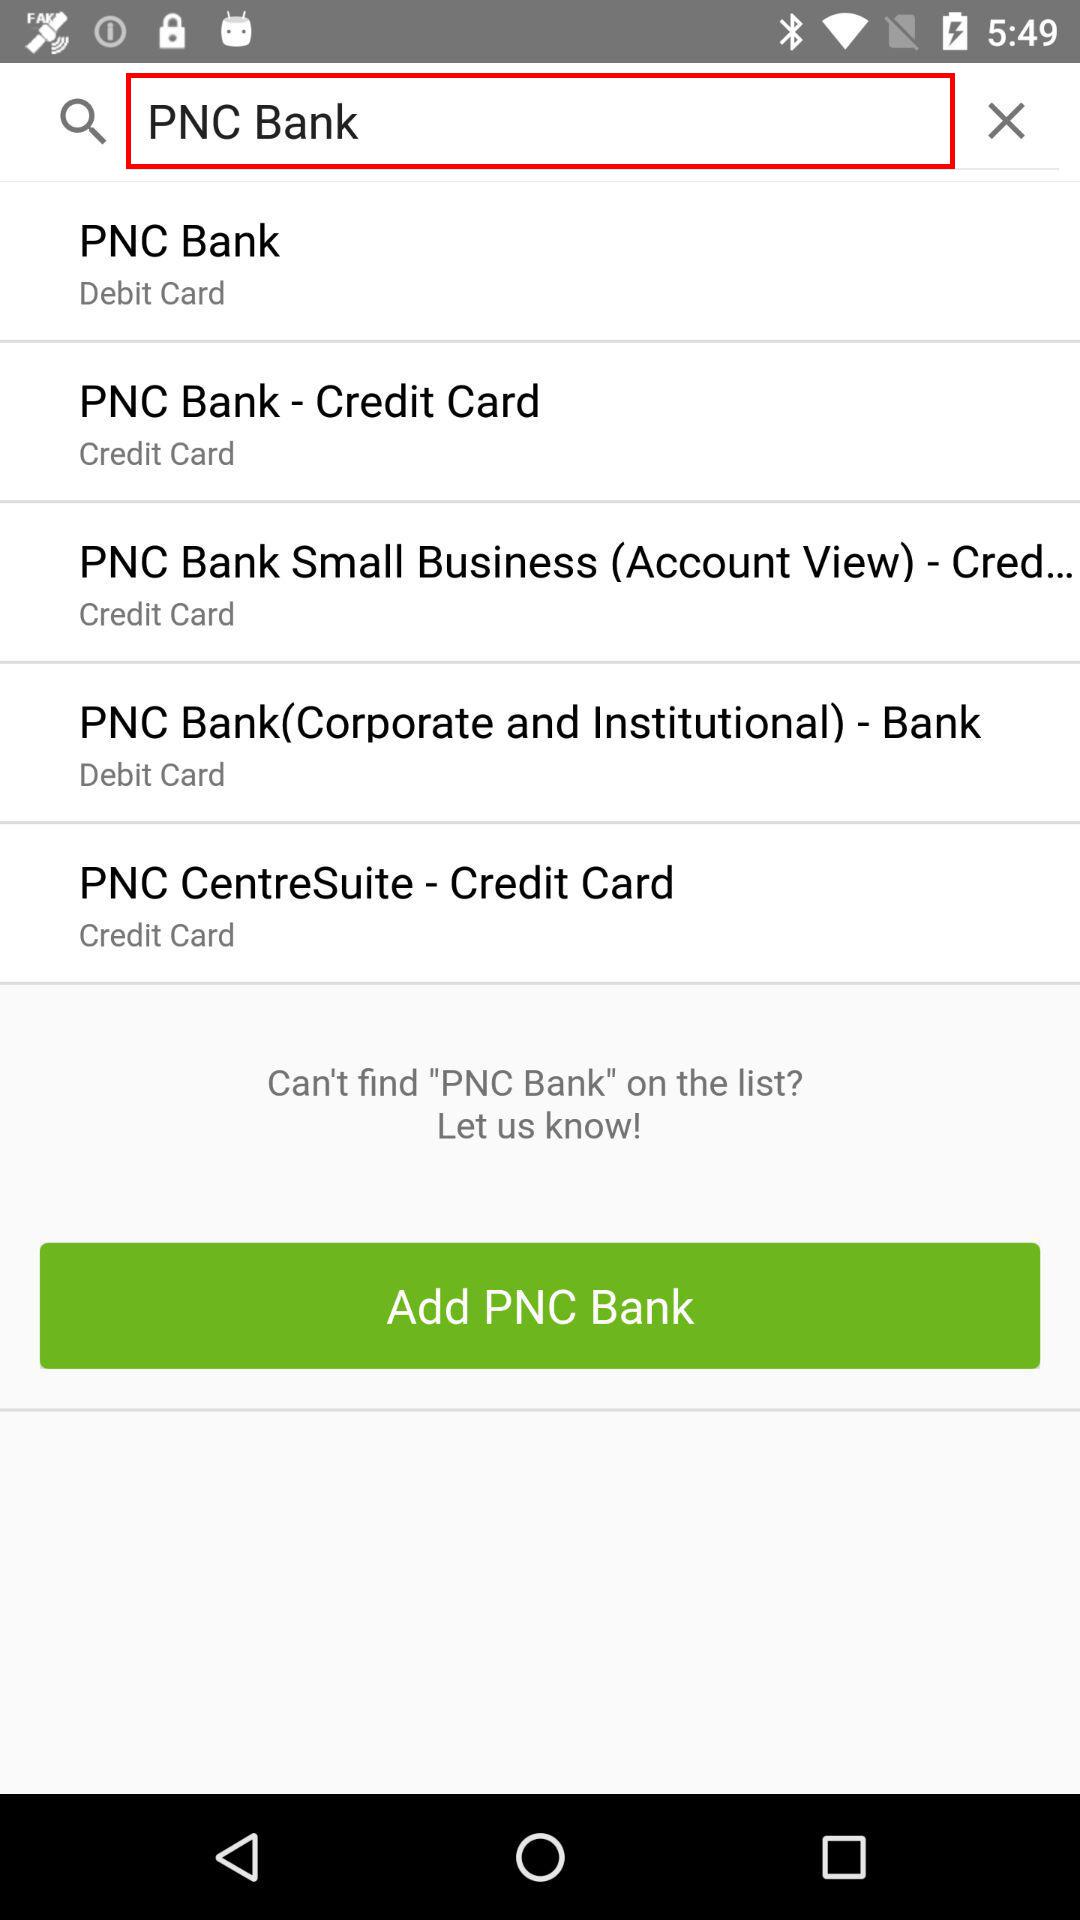 FAKE
5:49
PNC Bank
PNC Bank
Debit Card
PNC Bank - Credit Card
Credit Card
PNC Bank Small Business (Account View) - Cred...
Credit Card
PNC Bank(Corporate and Institutional) - Bank
Debit Card
PNC CentreSuite - Credit Card
Credit Card
Can't find "PNC Bank" on the list?
Let us know!
Add PNC Bank